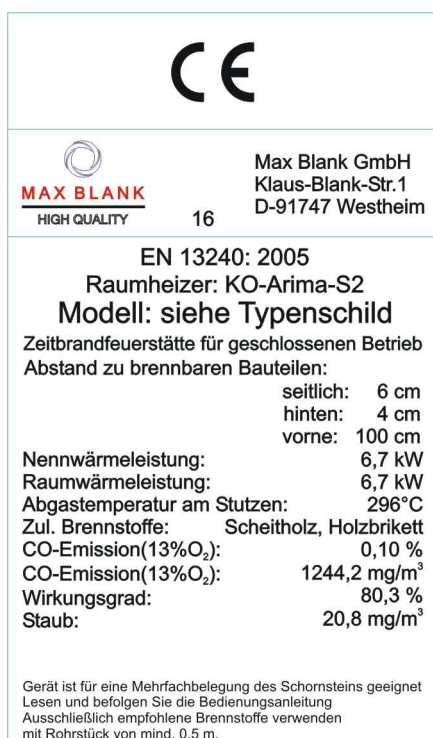 CE
MAX BLANK
HIGH QUALITY
16
Max Blank GmbH
Klaus-Blank-Str.1
D-91747 Westheim
EN 13240: 2005
Raumheizer: KO-Arima-S2
Modell: siehe Typenschild
Zeitbrandfeuerstätte für geschlossenen Betrieb
Abstand zu brennbaren Bauteilen:
seitlich: 6 cm
hinten: 4 cm
vorne: 100 cm
Nennwärmeleistung: 6,7 kW
Raumwärmeleistung: 6,7 kW
Abgastemperatur am Stutzen: 296°C
Zul. Brennstoffe: Scheitholz, Holzbrikett
CO-Emission(13%O₂): 0,10 %
CO-Emission(13%O₂): 1244,2 mg/m³
Wirkungsgrad: 80,3 %
Staub: 20,8 mg/m³
Gerät ist für eine Mehrfachbelegung des Schornsteins geeignet
Lesen und befolgen Sie die Bedienungsanleitung
Ausschließlich empfohlene Brennstoffe verwenden
mit Rohrstück von mind. 0,5 m.